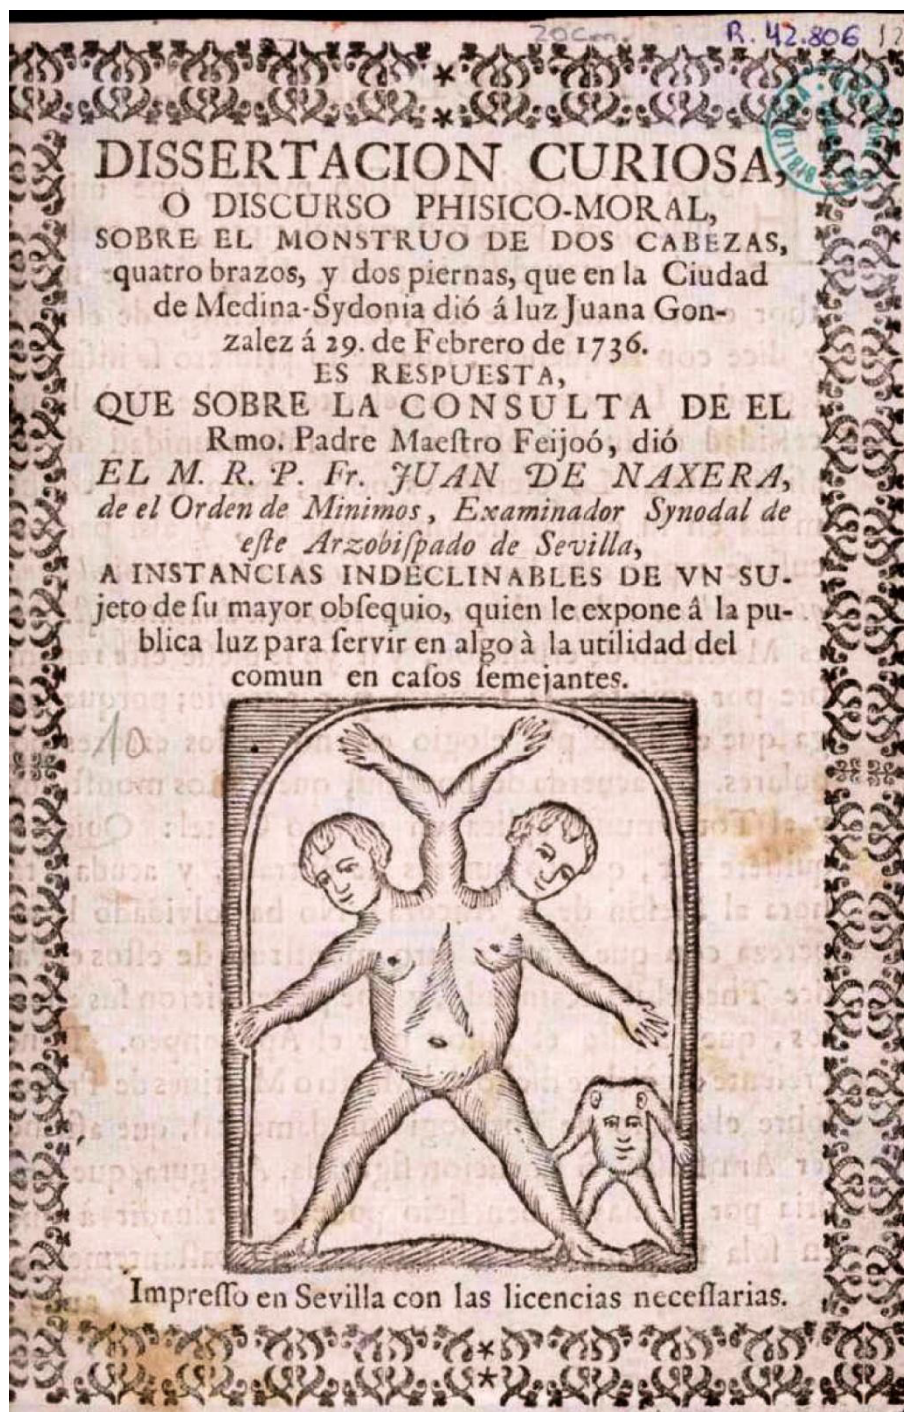 20Cm. R. 42.806 12
DISSERTACION CURIOSA,
O DISCURSO PHISICO-MORAL,
SOBRE EL MONSTRUO DE DOS CABEZAS,
quatro brazos, y dos piernas, que en la Ciudad
de Medina-Sydonia dió á luz Juana Gon-
zalez á 29. de Febrero de 1736.
ES RESPUESTA,
QUE SOBRE LA CONSULTA DE EL
Rmo. Padre Maeſtro Feijoó, dió
EL M. R. P. Fr. JUAN DE NAXERA,
de el Orden de Minimos, Examinador Synodal de
eſte Arzobiſpado de Sevilla,
A INSTANCIAS INDECLINABLES DE VN SU-
jeto de ſu mayor obſequio, quien le expone â la pu-
blica luz para ſervir en algo à la utilidad del
comun en caſos ſemejantes.
10
Impreſſo en Sevilla con las licencias neceſſarias.